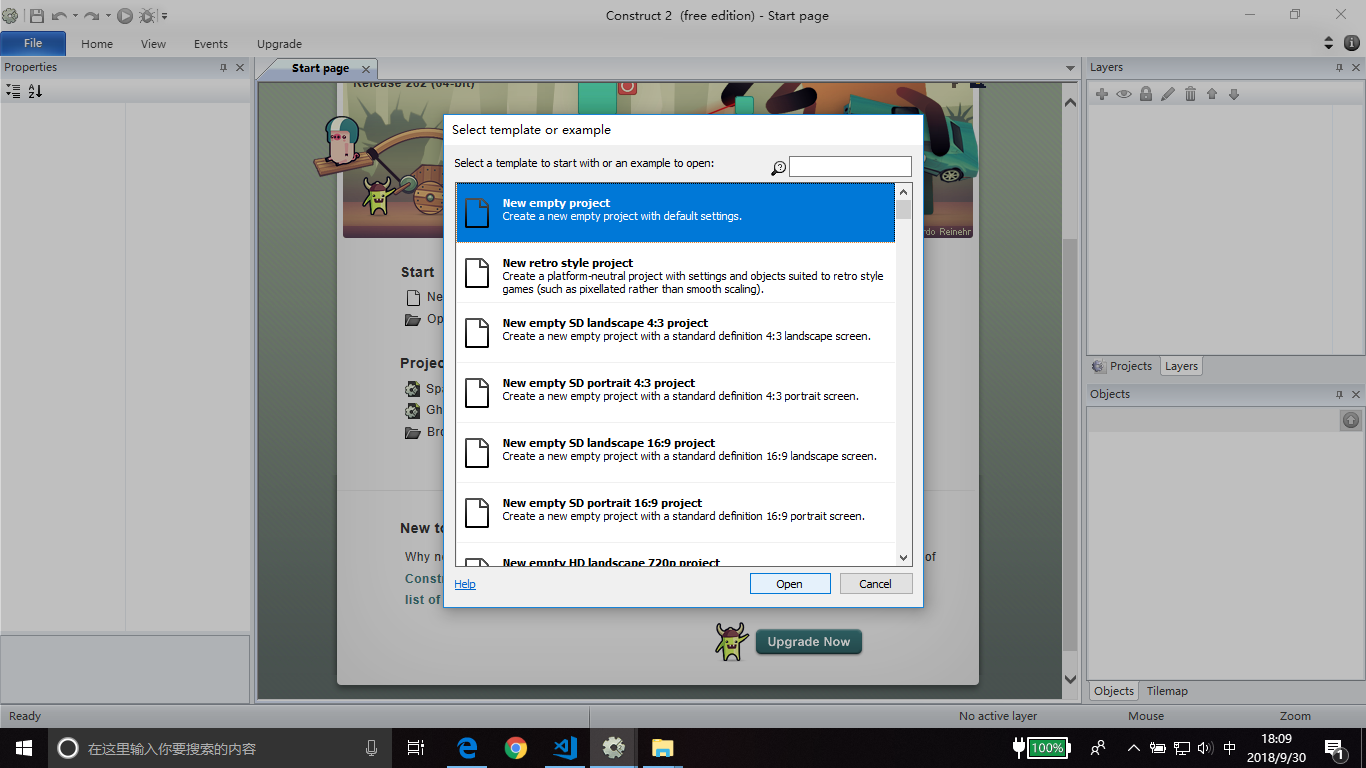 Construct 2 (free edition) - Start page
File
Home
View
Events
Upgrade
Properties
Start page
Layers
Release 262 (64-bit)
Select template or example
Select a template to start with or an example to open:
New empty project
Create a new empty project with default settings.
New retro style project
Create a platform-neutral project with settings and objects suited to retro style
games (such as pixellated rather than smooth scaling).
New empty SD landscape 4:3 project
Create a new empty project with a standard definition 4:3 landscape screen.
New empty SD portrait 4:3 project
Create a new empty project with a standard definition 4:3 portrait screen.
New empty SD landscape 16:9 project
Create a new empty project with a standard definition 16:9 landscape screen.
New empty SD portrait 16:9 project
Create a new empty project with a standard definition 16:9 portrait screen.
New empty HD landscape 720p project
Help
Open
Cancel
rdo Reinehr
Start
Ne
Op
Projec
Sp
Gh
Bro
New to
Why n
of
Const
list of
Upgrade Now
Projects
Layers
Objects
Objects
Tilemap
Ready
No active layer
Mouse
Zoom
在这里输入你要搜索的内容
100%
中
18:09
2018/9/30
1